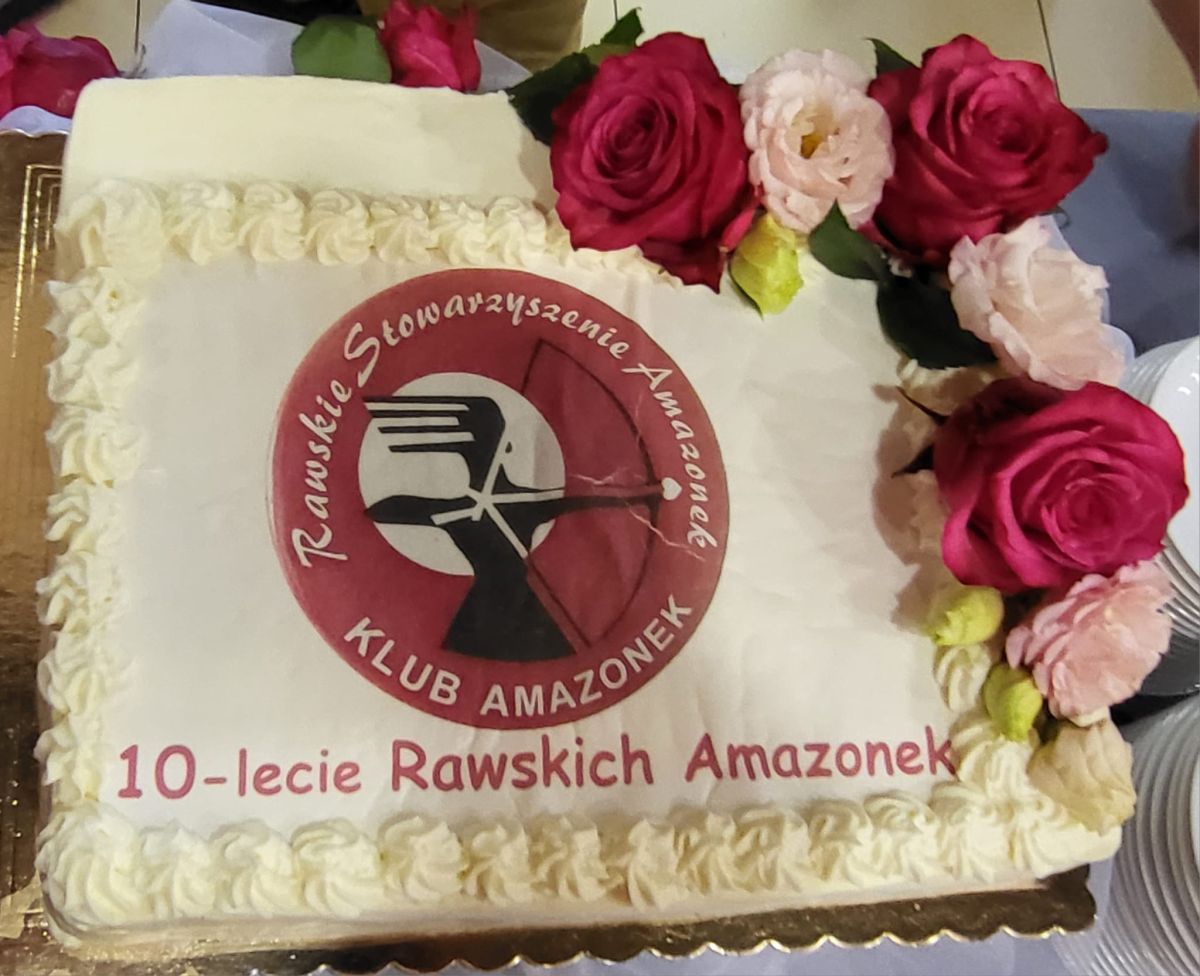 Rawskie Stowarzyszenie Amazonek
KLUB AMAZONEK
10-lecie Rawskich Amazonek